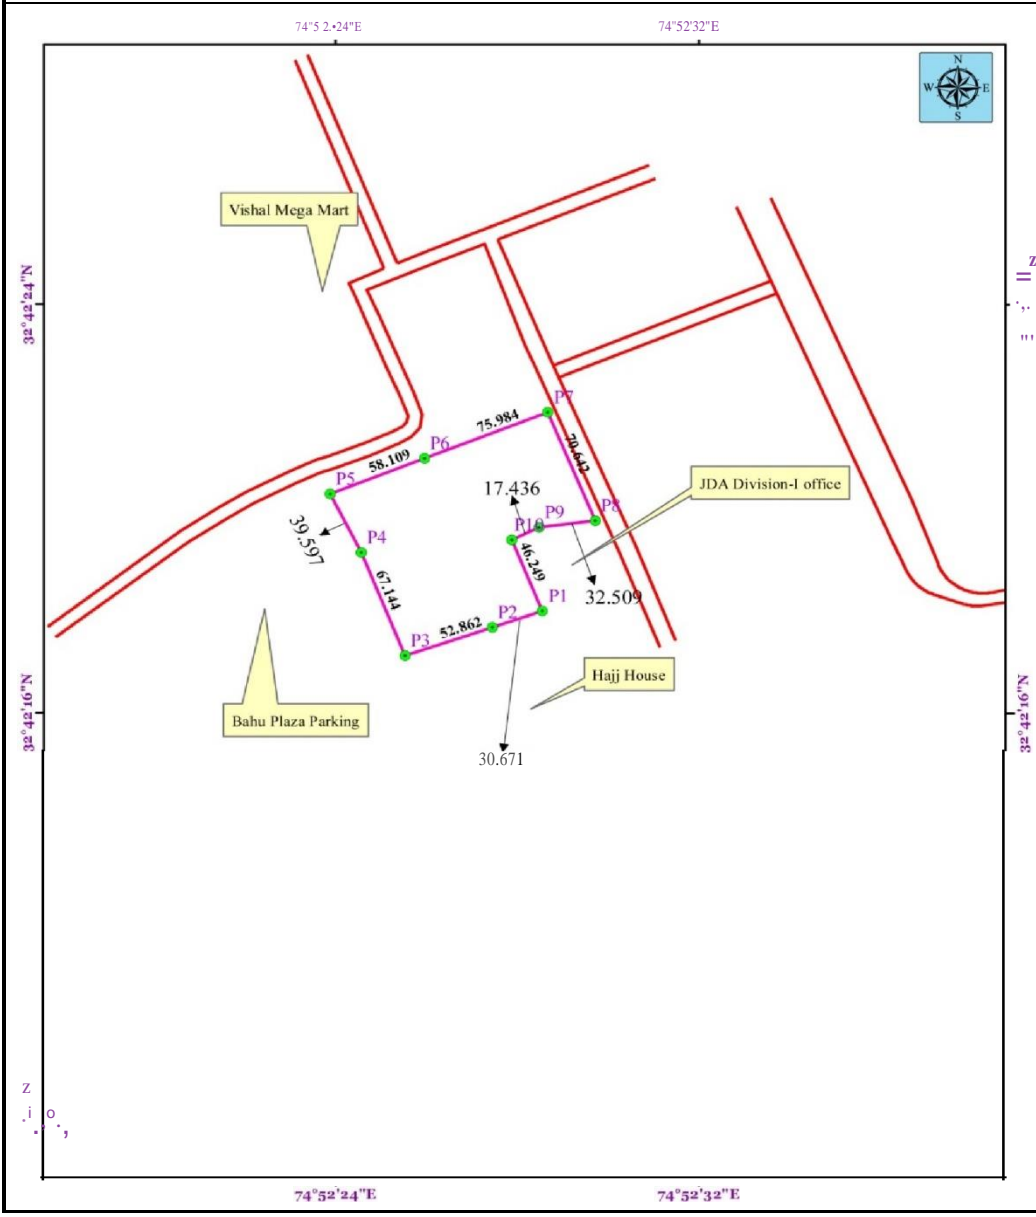 74"5 2.•24"E
74"52'32"E
N
W
E
S
Vishal Mega Mart
32°42'24"N
z
P7
75.984
P6
58.109
70.642
P5
17.436
JDA Division-I office
P8
P9
39.597
P10
P4
46.249
67.144
32.509
P1
P2
52.862
P3
Hajj House
Bahu Plaza Parking
32°42'16"N
32°42'16"N
30.671
z
74°52'24"E
74°52'32"E